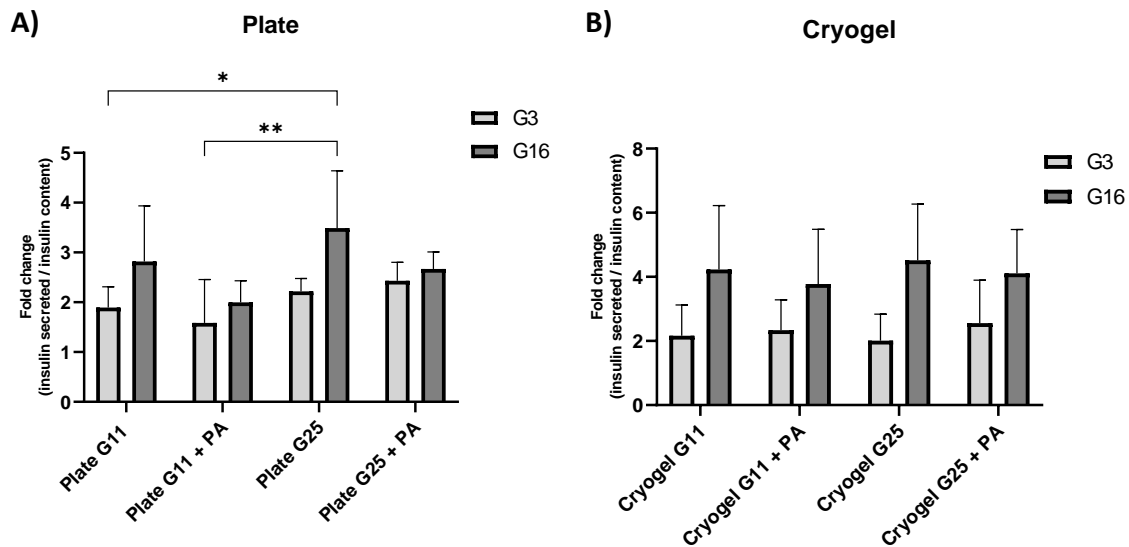 A)
Plate
*
**
G3
G16
Fold change
(insulin secreted / insulin content)
5
4
3
2
1
0
Plate G11
Plate G11 + PA
Plate G25
Plate G25 + PA
B)
Cryogel
G3
G16
Fold change
(insulin secreted / insulin content)
8
6
4
2
0
Cryogel G11
Cryogel G11 + PA
Cryogel G25
Cryogel G25 + PA